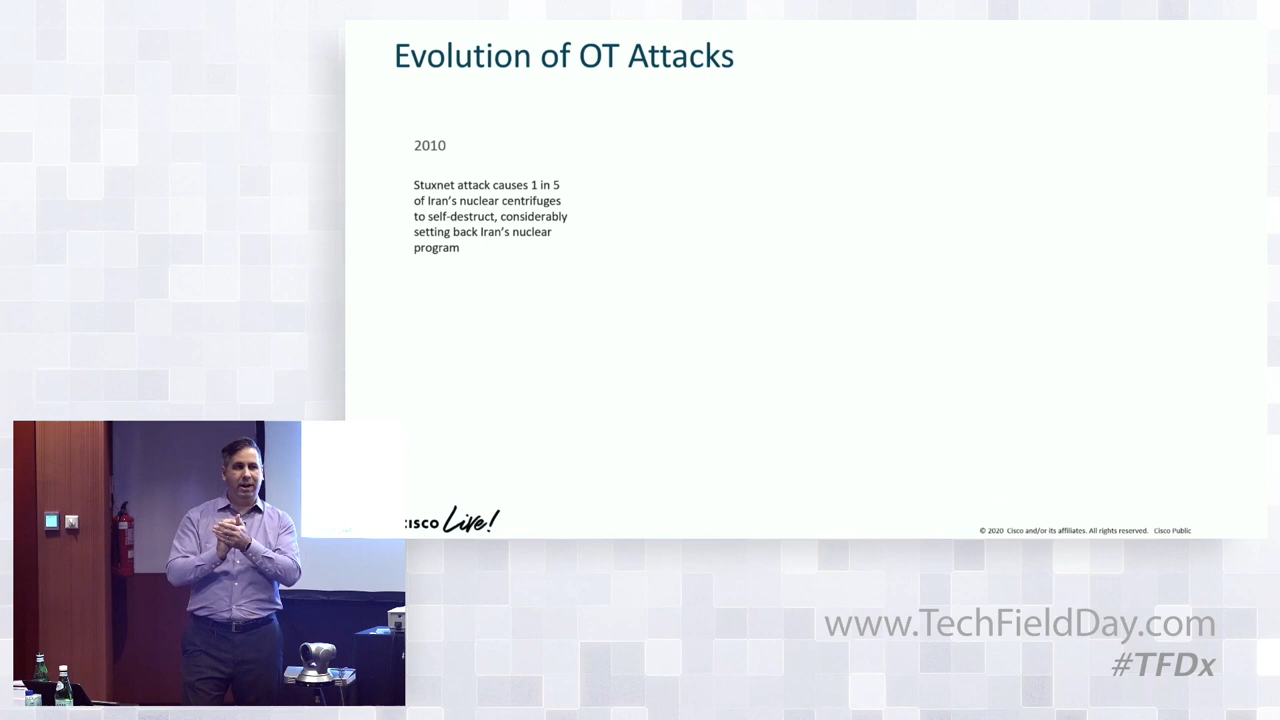 Evolution of OT Attacks
2010
Stuxnet attack causes 1 in 5
of Iran's nuclear centrifuges
to self-destruct, considerably
setting back Iran's nuclear
program
cisco Live!
© 2020 Cisco and/or its affiliates. All rights reserved. Cisco Public
www.TechFieldDay.com
#TFDx